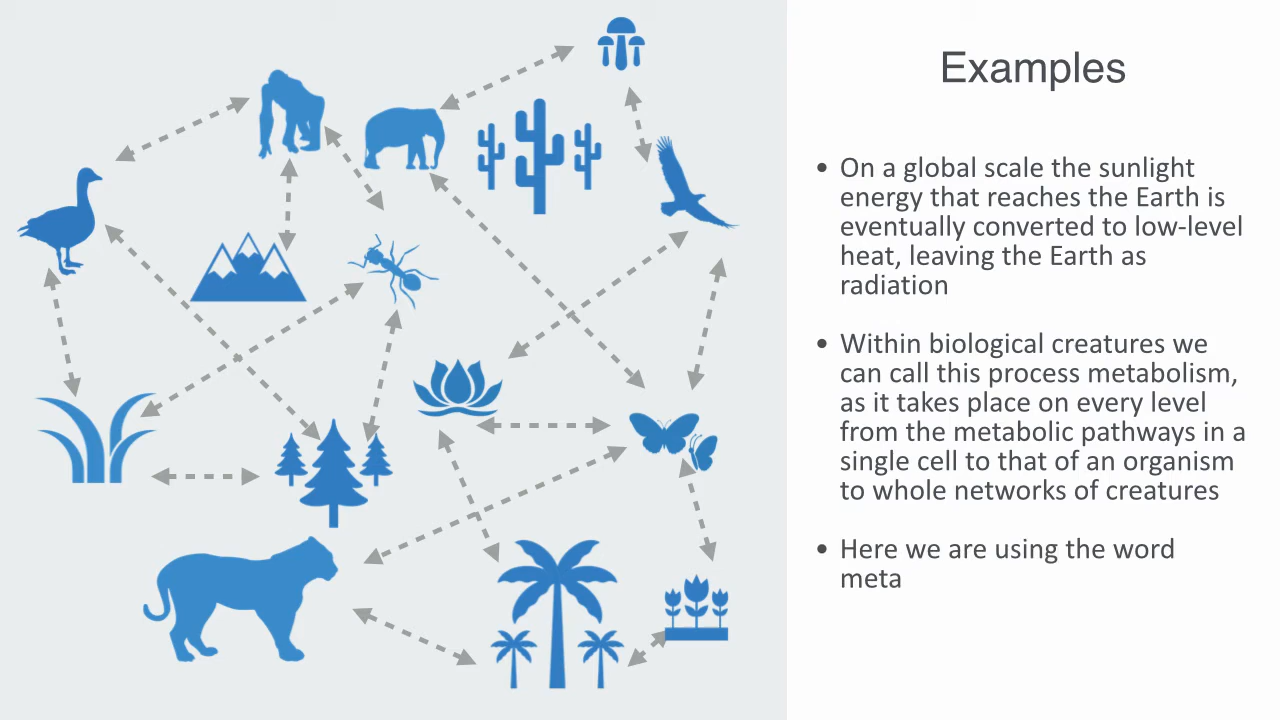 Examples
• On a global scale the sunlight
energy that reaches the Earth is
eventually converted to low-level
heat, leaving the Earth as
radiation
• Within biological creatures we
can call this process metabolism,
as it takes place on every level
from the metabolic pathways in a
single cell to that of an organism
to whole networks of creatures
• Here we are using the word
meta